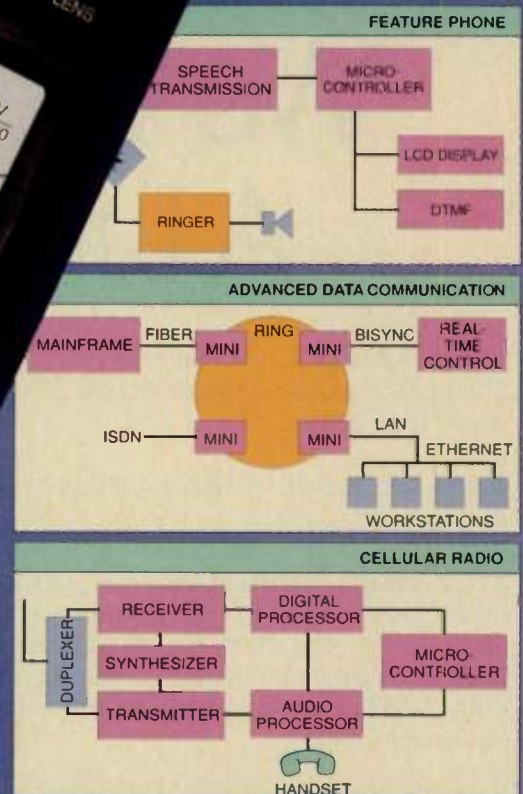 LENS
FEATURE PHONE
SPEECH
TRANSMISSION
MICRO-
CONTROLLER
LCD DISPLAY
DTMF
RINGER
ADVANCED DATA COMMUNICATION
MAINFRAME
FIBER
MINI
RING
MINI
BISYNC
REAL-
TIME
CONTROL
ISDN
MINI
MINI
LAN
ETHERNET
WORKSTATIONS
CELLULAR RADIO
DUPLEXER
RECEIVER
SYNTHESIZER
TRANSMITTER
DIGITAL
PROCESSOR
AUDIO
PROCESSOR
MICRO-
CONTROLLER
HANDSET